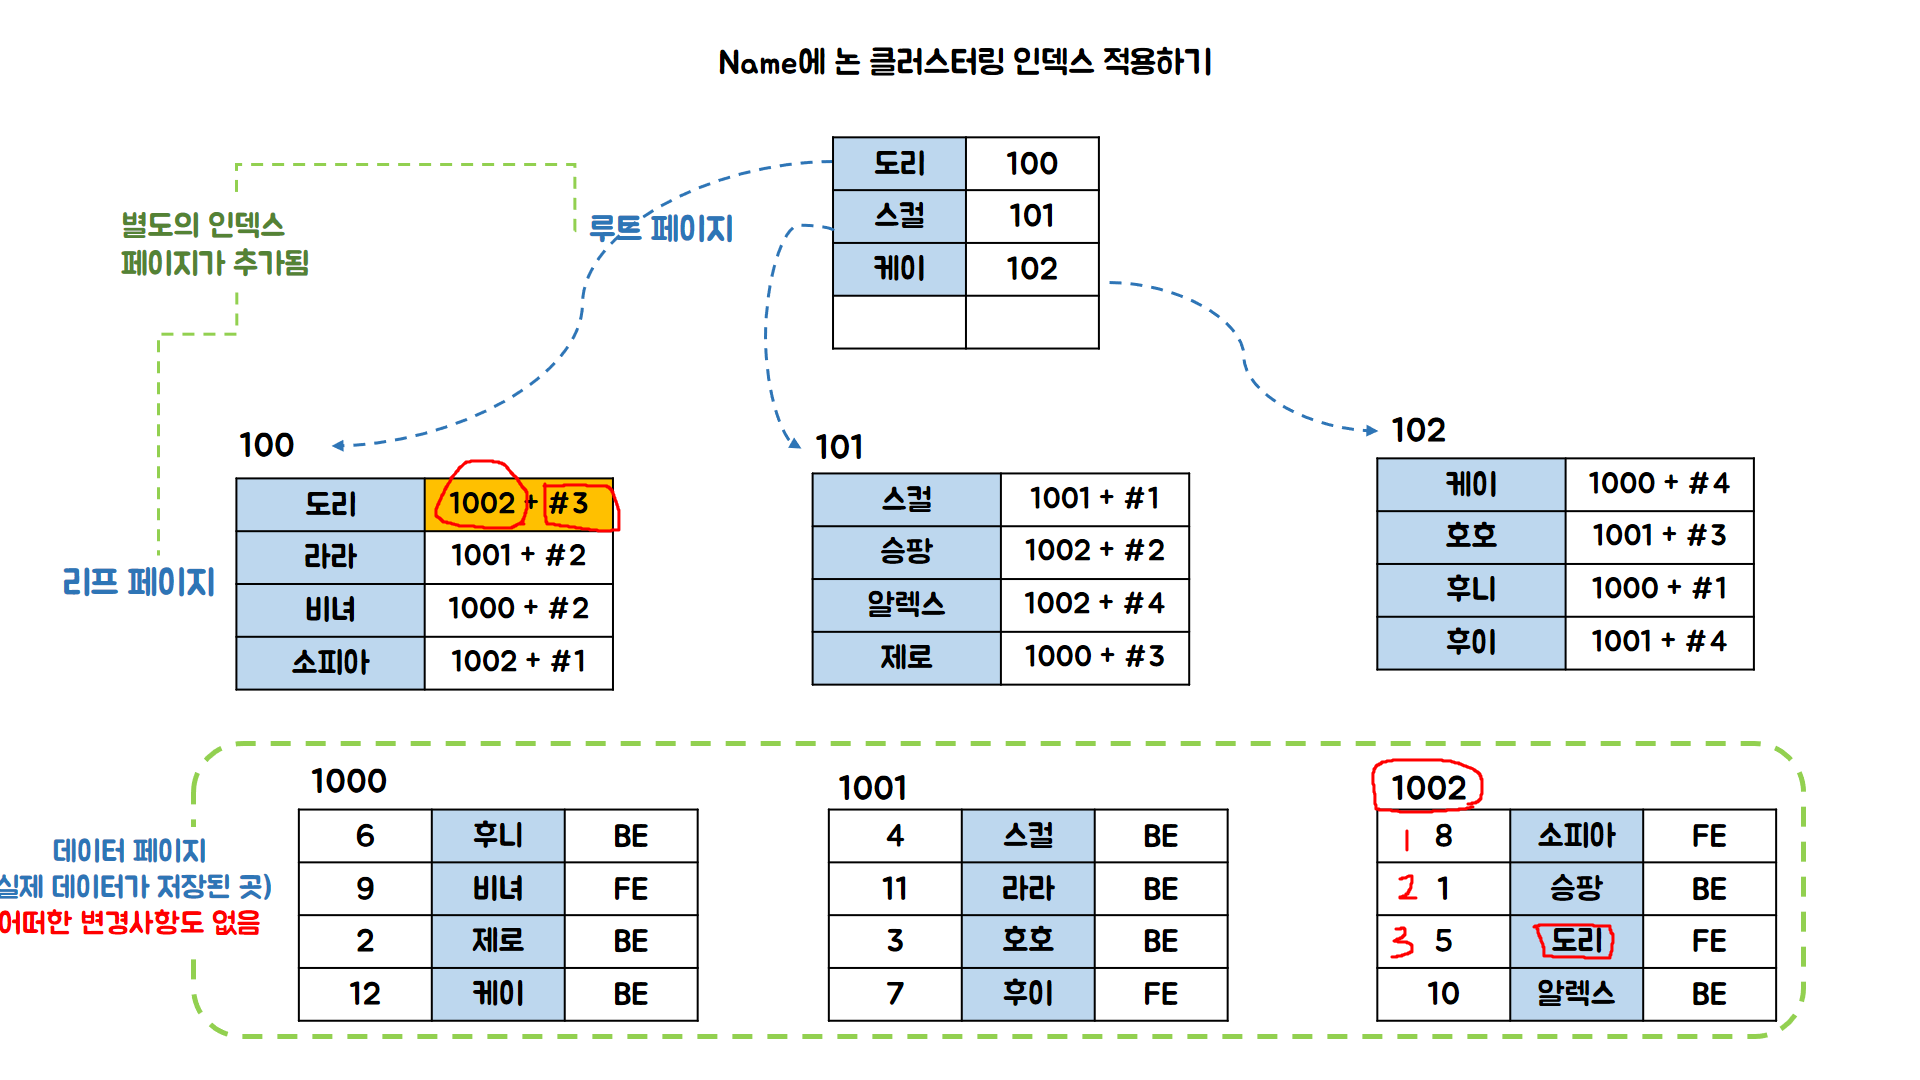 Name에 논 클러스터링 인덱스 적용하기
도리 100
스컬 101
케이 102
별도의 인덱스
페이지가 추가됨
루트 페이지
100
도리 1002 + #3
라라 1001 + #2
비녀 1000 + #2
소피아 1002 + #1
리프 페이지
101
스컬 1001 + #1
승팡 1002 + #2
알렉스 1002 + #4
제로 1000 + #3
102
케이 1000 + #4
호호 1001 + #3
후니 1000 + #1
후이 1001 + #4
데이터 페이지
실제 데이터가 저장된 곳)
어떠한 변경사항도 없음
1000
6 후니 BE
9 비녀 FE
2 제로 BE
12 케이 BE
1001
4 스컬 BE
11 라라 BE
3 호호 BE
7 후이 FE
1002
1 8 소피아 FE
2 1 승팡 BE
3 5 도리 FE
10 알렉스 BE